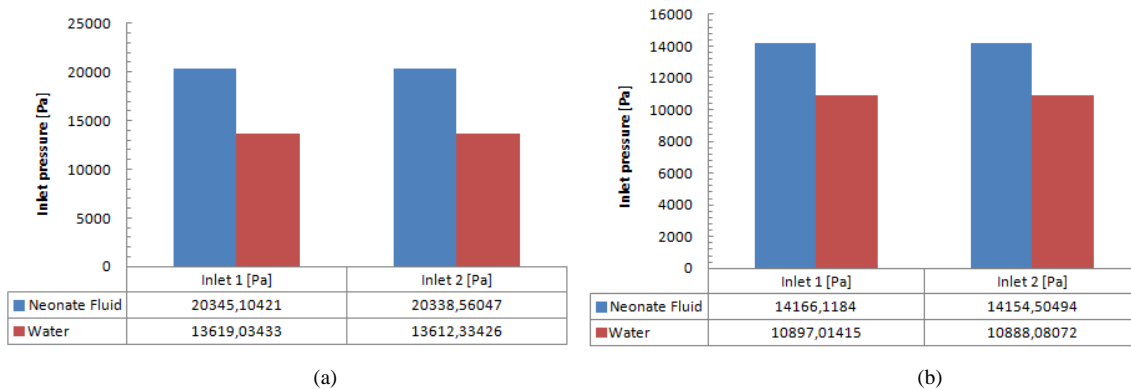 25000
20000
15000
10000
5000
0
Inlet pressure [Pa]
Inlet 1 [Pa] Inlet 2 [Pa]
Neonate Fluid 20345,10421 20338,56047
Water 13619,03433 13612,33426
(a)
16000
14000
12000
10000
8000
6000
4000
2000
0
Inlet pressure [Pa]
Inlet 1 [Pa] Inlet 2 [Pa]
Neonate Fluid 14166,1184 14154,50494
Water 10897,01415 10888,08072
(b)